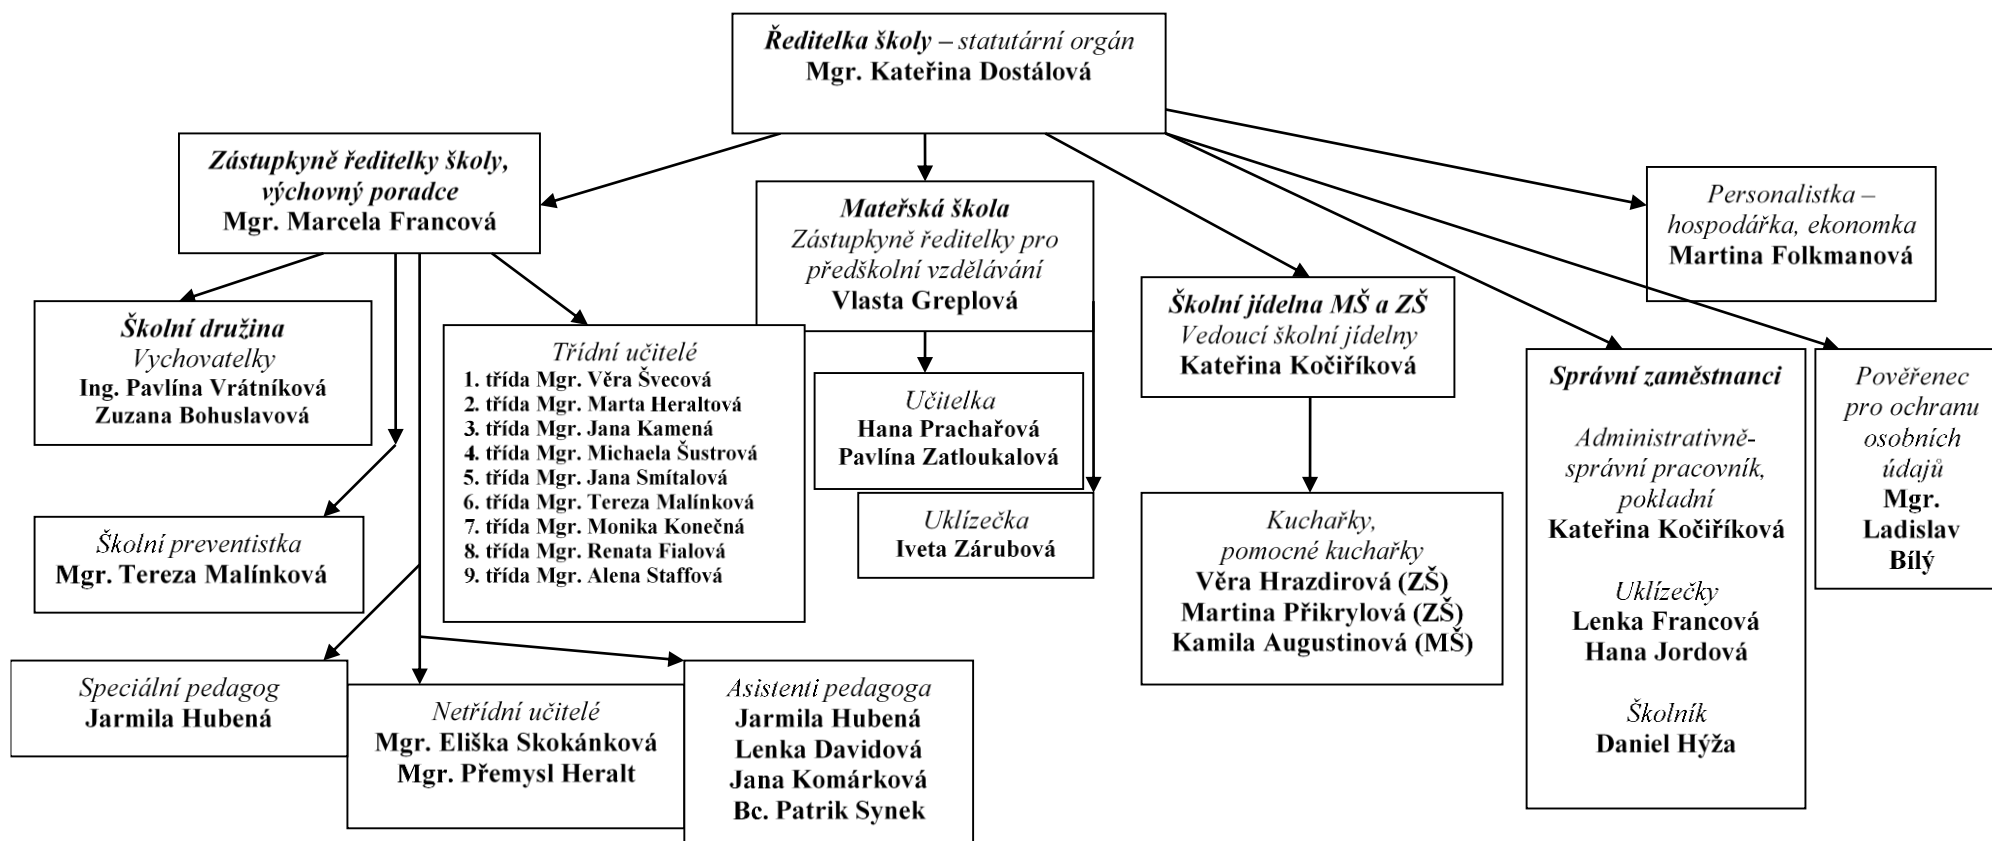 Ředitelka školy – statutární orgán
Mgr. Kateřina Dostálová
Zástupkyně ředitelky školy,
výchovný poradce
Mgr. Marcela Francová
Mateřská škola
Zástupkyně ředitelky pro
předškolní vzdělávání
Vlasta Greplová
Personalistka –
hospodářka, ekonomka
Martina Folkmanová
Školní družina
Vychovatelky
Ing. Pavlína Vrátníková
Zuzana Bohuslavová
Třídní učitelé
1. třída Mgr. Věra Švecová
2. třída Mgr. Marta Heraltová
3. třída Mgr. Jana Kamená
4. třída Mgr. Michaela Šustrová
5. třída Mgr. Jana Smítalová
6. třída Mgr. Tereza Malínková
7. třída Mgr. Monika Konečná
8. třída Mgr. Renata Fialová
9. třída Mgr. Alena Staffová
Učitelka
Hana Prachařová
Pavlína Zatloukalová
Uklízečka
Iveta Zárubová
Školní jídelna MŠ a ZŠ
Vedoucí školní jídelny
Kateřina Kočiříková
Kuchařky,
pomocné kuchařky
Věra Hrazdirová (ZŠ)
Martina Přikrylová (ZŠ)
Kamila Augustinová (MŠ)
Správní zaměstnanci
Administrativně-
správní pracovník,
pokladní
Kateřina Kočiříková
Uklízečky
Lenka Francová
Hana Jordová
Školník
Daniel Hýža
Pověřenec
pro ochranu
osobních
údajů
Mgr.
Ladislav
Bílý
Školní preventistka
Mgr. Tereza Malínková
Speciální pedagog
Jarmila Hubená
Netřídní učitelé
Mgr. Eliška Skokánková
Mgr. Přemysl Heralt
Asistenti pedagoga
Jarmila Hubená
Lenka Davidová
Jana Komárková
Bc. Patrik Synek